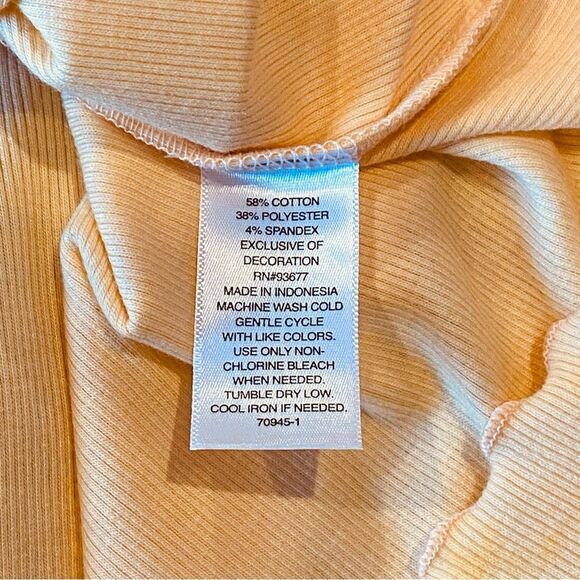 58% COTTON
38% POLYESTER
4% SPANDEX
EXCLUSIVE OF
DECORATION
RN#93677
MADE IN INDONESIA
MACHINE WASH COLD
GENTLE CYCLE
WITH LIKE COLORS.
USE ONLY NON-
CHLORINE BLEACH
WHEN NEEDED.
TUMBLE DRY LOW.
COOL IRON IF NEEDED.
70945-1